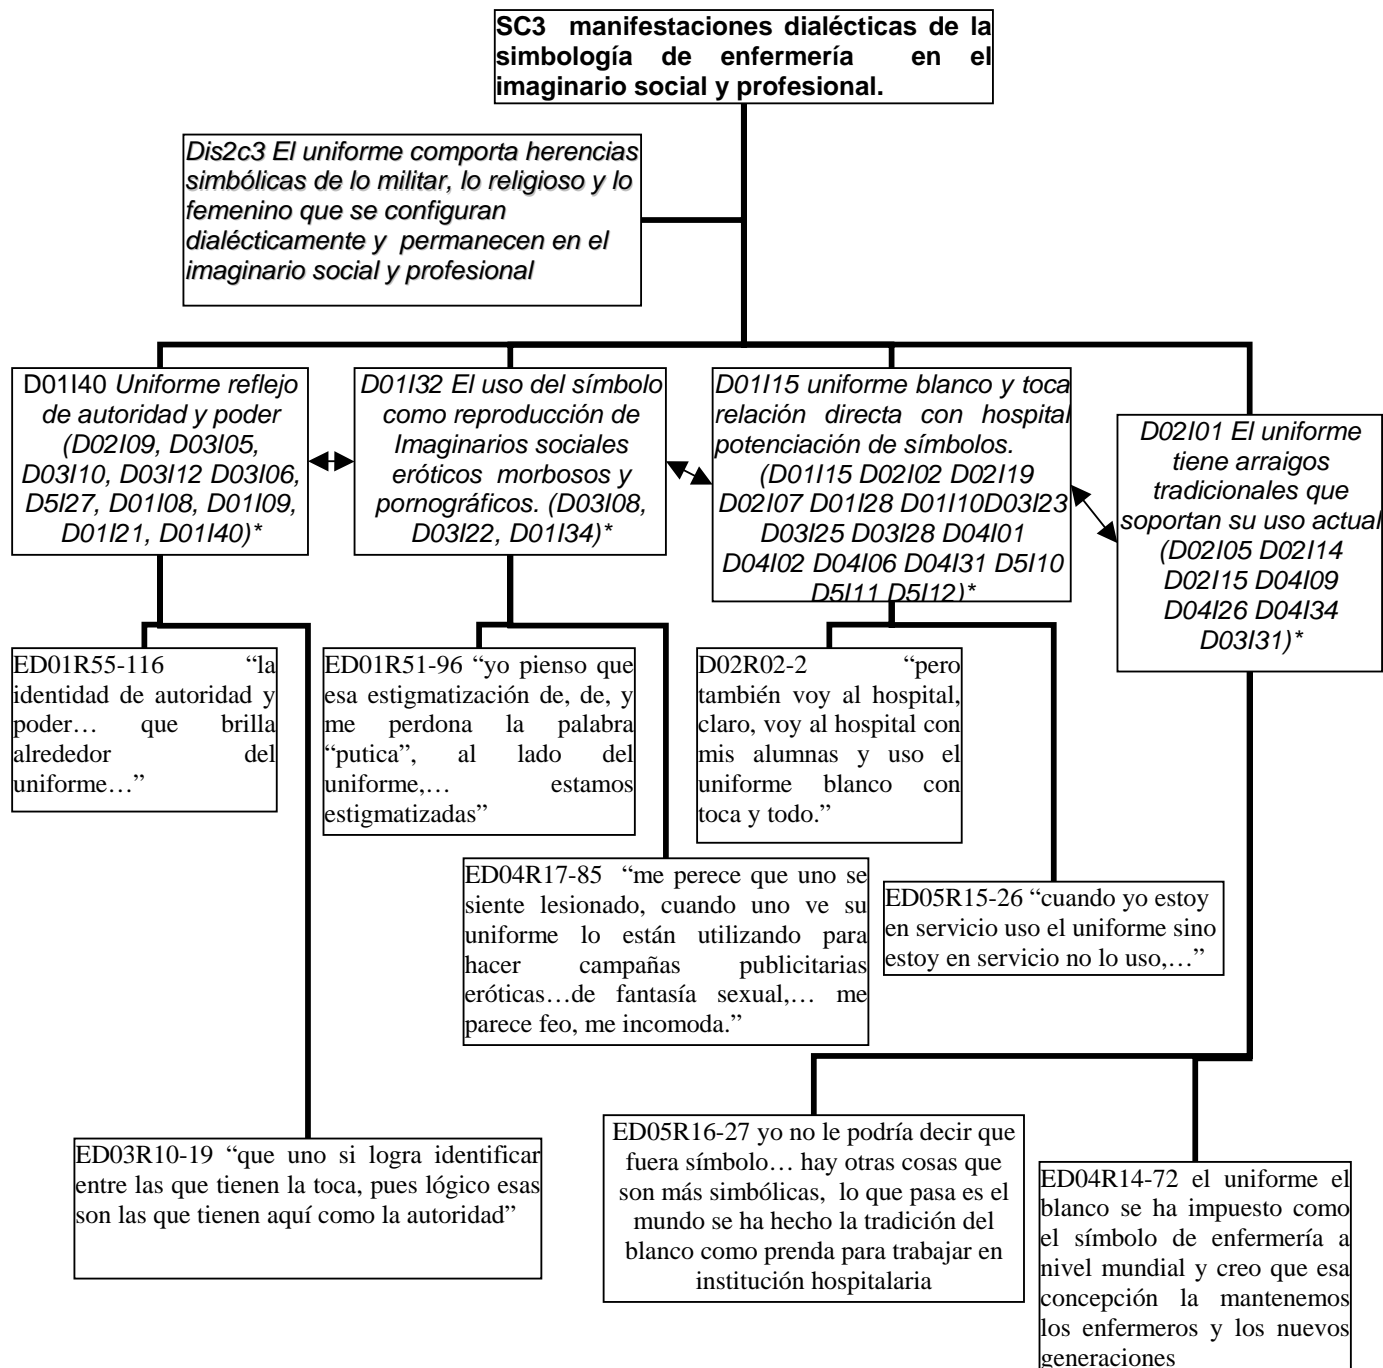 SC3 manifestaciones dialécticas de la
simbología de enfermería en el
imaginario social y profesional.
Dis2c3 El uniforme comporta herencias
simbólicas de lo militar, lo religioso y lo
femenino que se configuran
dialécticamente y permanecen en el
imaginario social y profesional
D01I40 Uniforme reflejo
de autoridad y poder
(D02I09, D03I05,
D03I10, D03I12 D03I06,
D5I27, D01I08, D01I09,
D01I21, D01I40)*
D01I32 El uso del símbolo
como reproducción de
Imaginarios sociales
eróticos morbosos y
pornográficos. (D03I08,
D03I22, D01I34)*
D01I15 uniforme blanco y toca
relación directa con hospital
potenciación de símbolos.
(D01I15 D02I02 D02I19
D02I07 D01I28 D01I10D03I23
D03I25 D03I28 D04I01
D04I02 D04I06 D04I31 D5I10
D5I11 D5I12)*
D02I01 El uniforme
tiene arraigos
tradicionales que
soportan su uso actual
(D02I05 D02I14
D02I15 D04I09
D04I26 D04I34
D03I31)*
ED01R55-116 “la
identidad de autoridad y
poder… que brilla
alrededor del
uniforme…”
ED01R51-96 “yo pienso que
esa estigmatización de, de, y
me perdona la palabra
“putica”, al lado del
uniforme,… estamos
estigmatizadas”
D02R02-2 “pero
también voy al hospital,
claro, voy al hospital con
mis alumnas y uso el
uniforme blanco con
toca y todo.”
ED04R17-85 “me perece que uno se
siente lesionado, cuando uno ve su
uniforme lo están utilizando para
hacer campañas publicitarias
eróticas…de fantasía sexual,… me
parece feo, me incomoda.”
ED05R15-26 “cuando yo estoy
en servicio uso el uniforme sino
estoy en servicio no lo uso,…”
ED03R10-19 “que uno si logra identificar
entre las que tienen la toca, pues lógico esas
son las que tienen aquí como la autoridad”
ED05R16-27 yo no le podría decir que
fuera símbolo… hay otras cosas que
son más simbólicas, lo que pasa es el
mundo se ha hecho la tradición del
blanco como prenda para trabajar en
institución hospitalaria
ED04R14-72 el uniforme el
blanco se ha impuesto como
el símbolo de enfermería a
nivel mundial y creo que esa
concepción la mantenemos
los enfermeros y los nuevos
generaciones